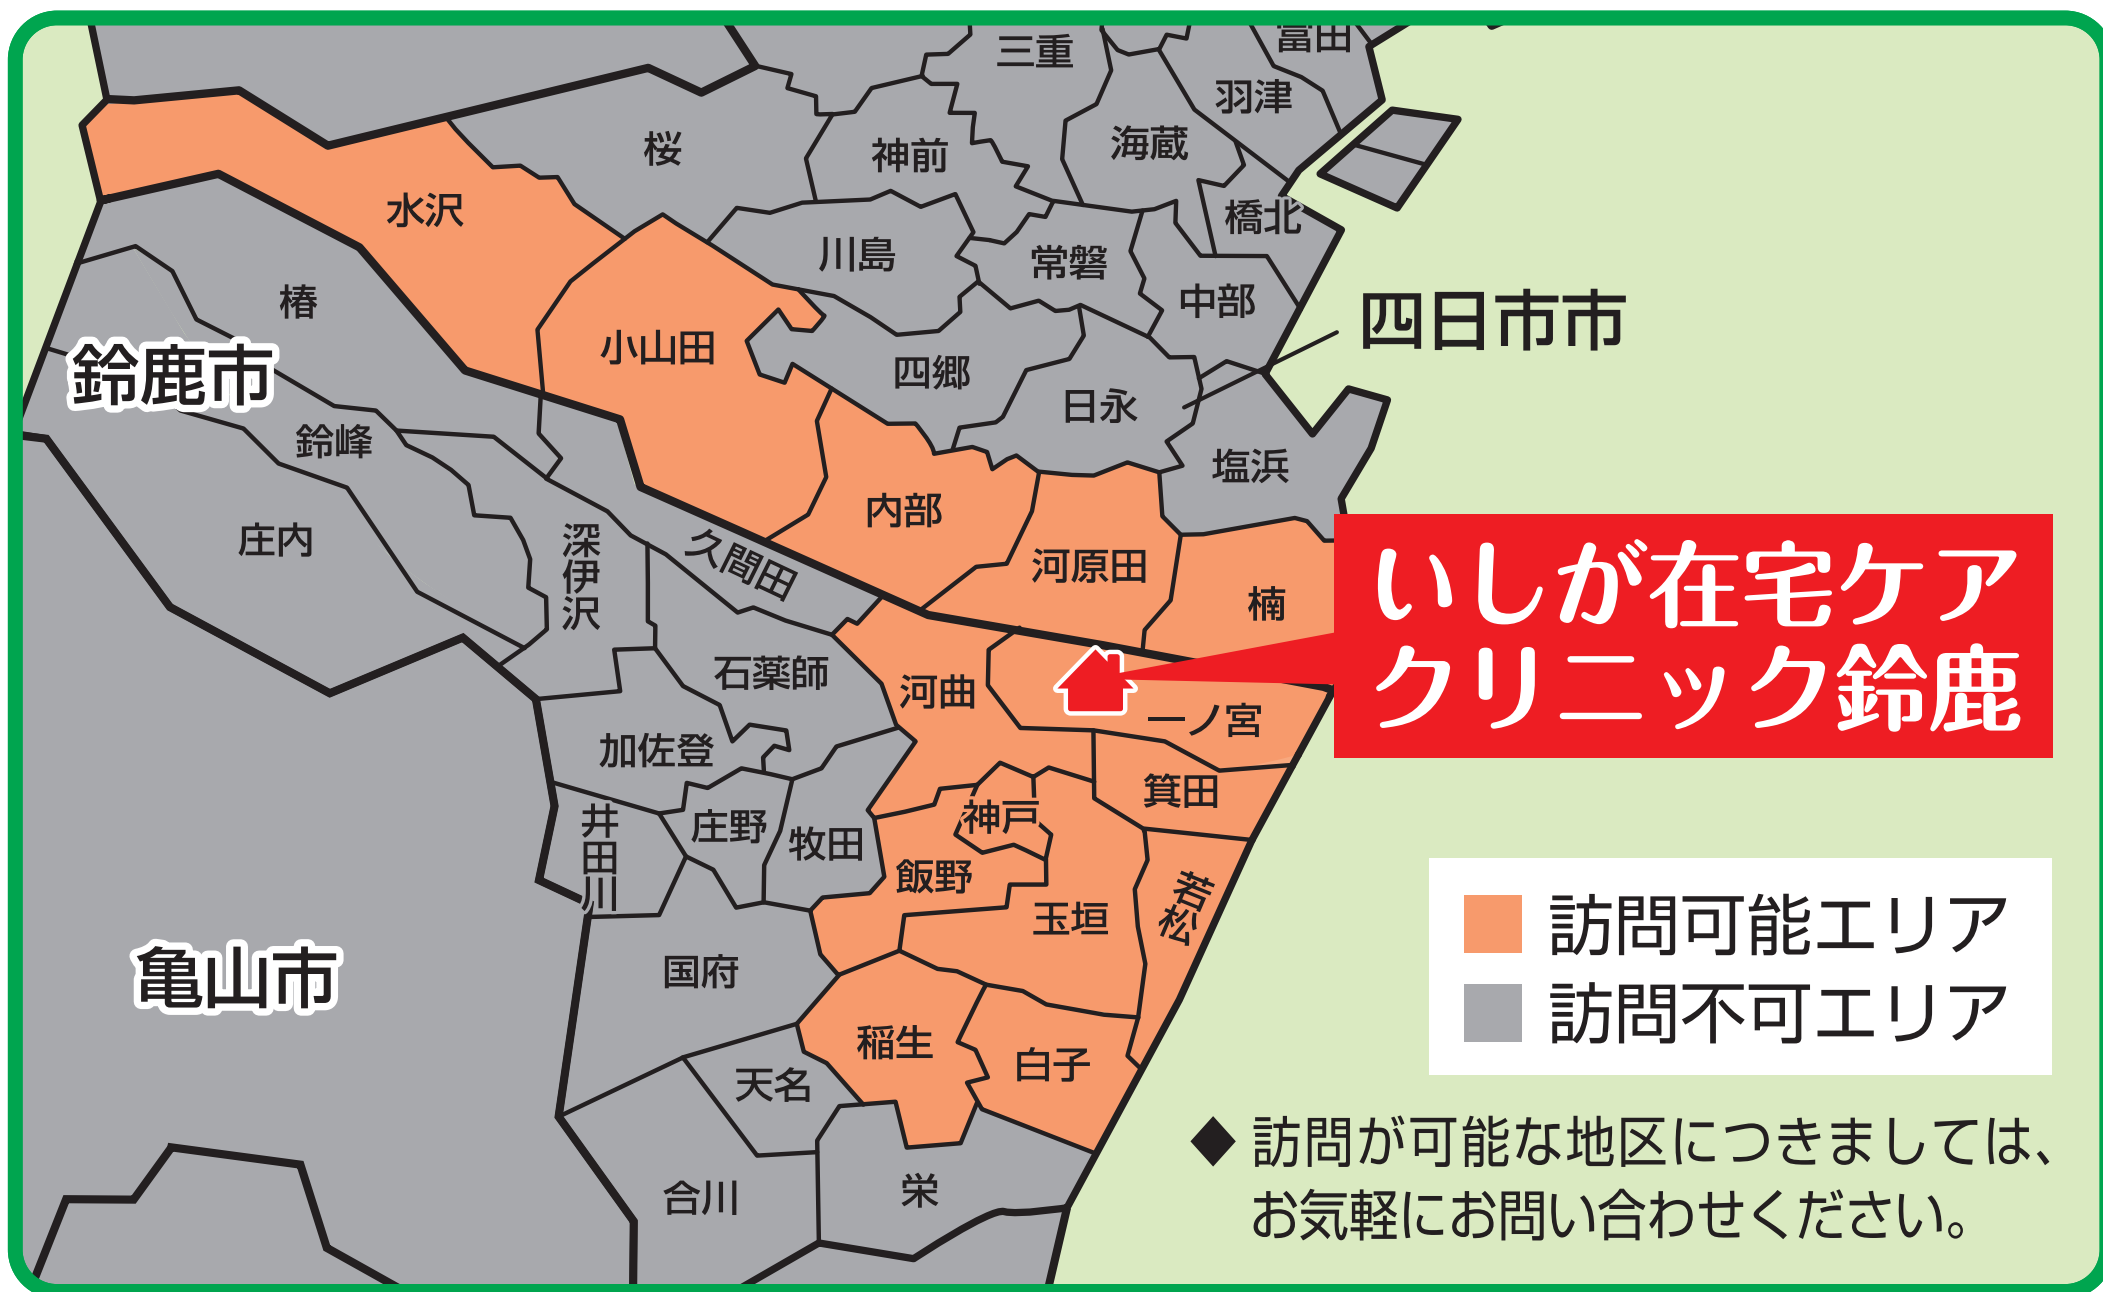 三重
富田
羽津
桜
神前
海蔵
水沢
橋北
川島
常磐
中部
椿
四日市市
小山田
鈴鹿市
四郷
日永
鈴峰
塩浜
内部
庄内
深伊沢
久間田
河原田
楠
いしが在宅ケア
クリニック鈴鹿
石薬師
河曲
一ノ宮
加佐登
箕田
神戸
井田川
庄野
牧田
飯野
若松
玉垣
訪問可能エリア
亀山市
国府
訪問不可エリア
稲生
白子
天名
◆訪問が可能な地区につきましては、
お気軽にお問い合わせください。
合川
栄